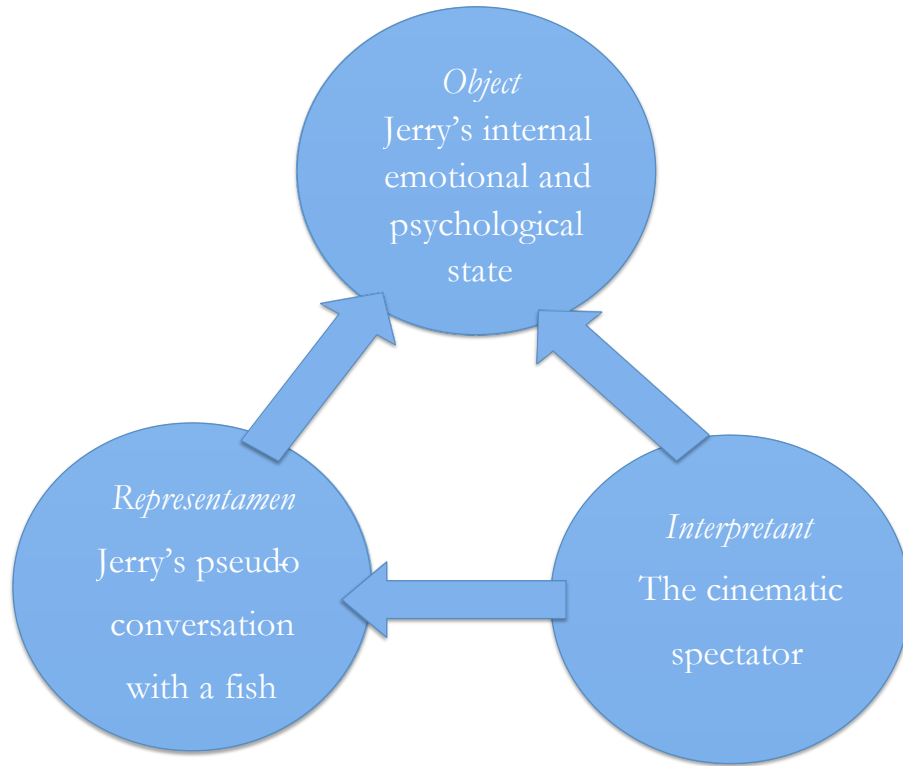 Object
Jerry’s internal
emotional and
psychological
state
Representamen
Jerry’s pseudo
conversation
with a fish
Interpretant
The cinematic
spectator